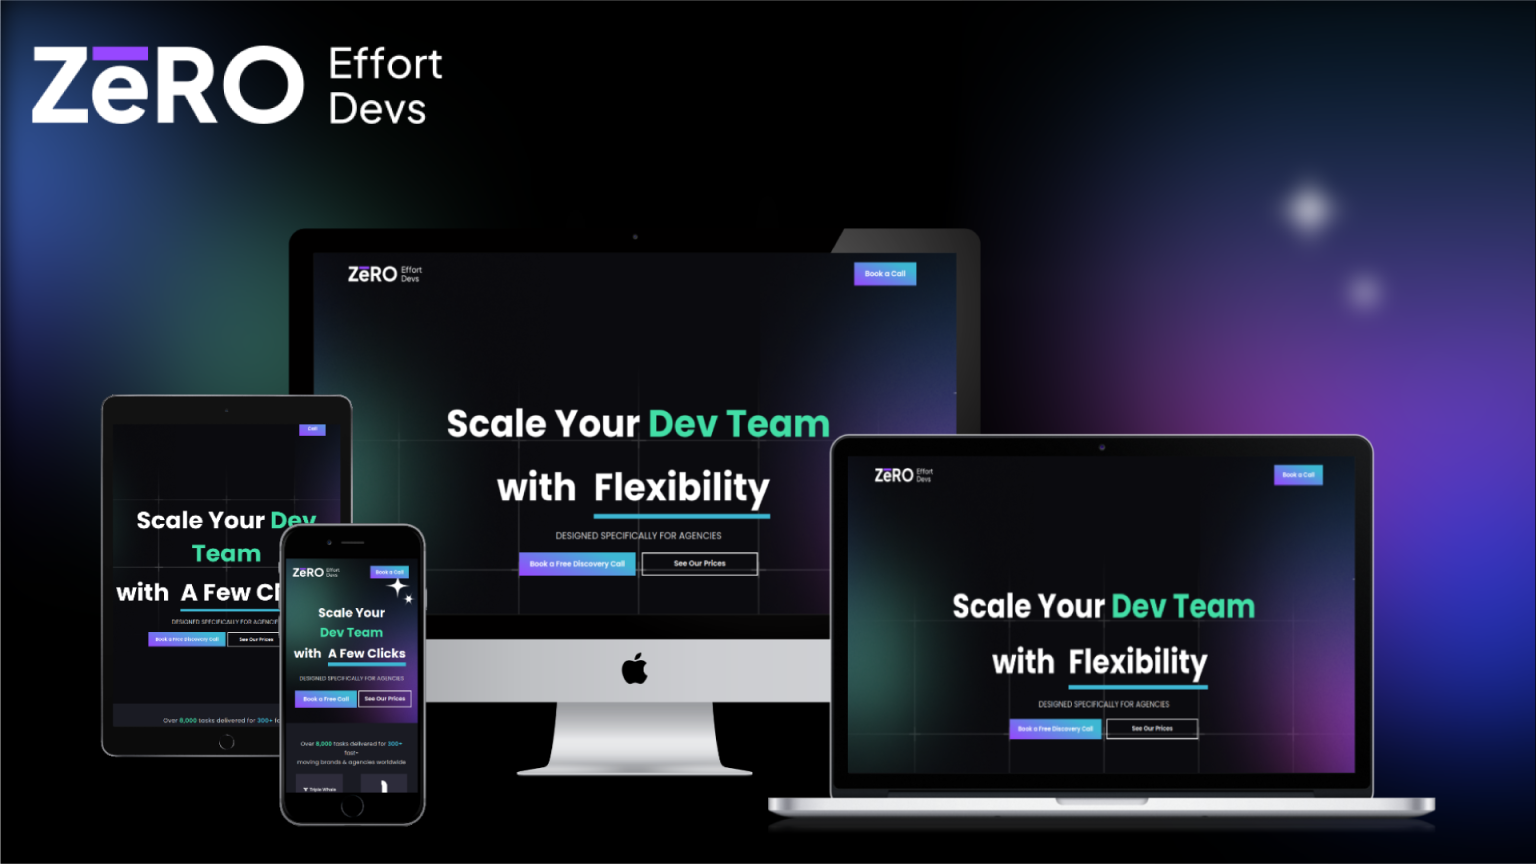 ZeRO Effort
Devs
ZeRO Effort
Devs
Book a Call
Scale Your Dev Team
with Flexibility
DESIGNED SPECIFICALLY FOR AGENCIES
Book a Free Discovery Call
See Our Prices
Call
Scale Your Dev
Team
with A Few Cl
DESIGNED SPECIFICALLY FOR AGENCIE
Book a Free Discovery Call
See Our Prices
Over 8,000 tasks delivered for 300+ fa
ZeRO Effort
Devs
Book a Call
Scale Your
Dev Team
with A Few Clicks
DESIGNED SPECIFICALLY FOR AGENCIES
Book a Free Call
See Our Prices
Over 8,000 tasks delivered for 300+
fast-
moving brands & agencies worldwide
Triple Whale
ZeRO Effort
Devs
Book a Call
Scale Your Dev Team
with Flexibility
DESIGNED SPECIFICALLY FOR AGENCIES
Book a Free Discovery Call
See Our Prices